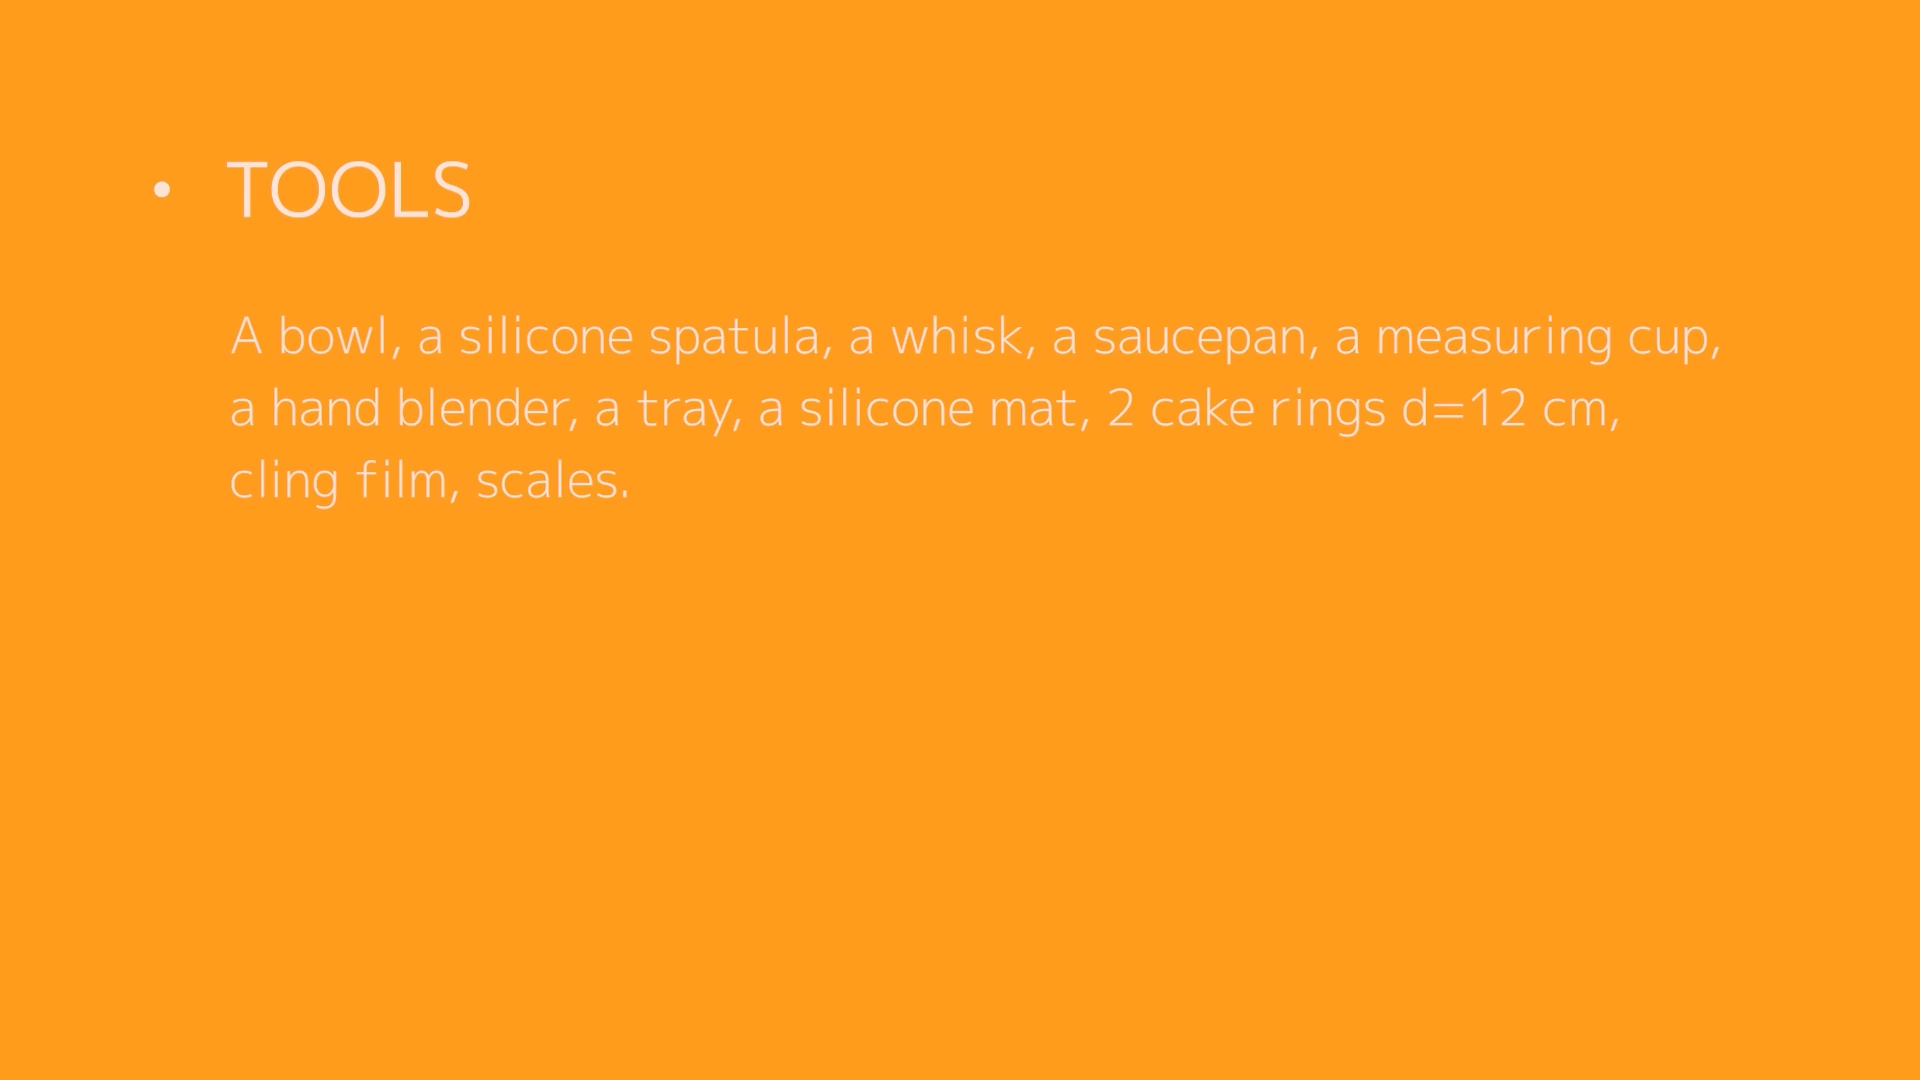 • TOOLS
A bowl, a silicone spatula, a whisk, a saucepan, a measuring cup,
a hand blender, a tray, a silicone mat, 2 cake rings d=12 cm,
cling film, scales.